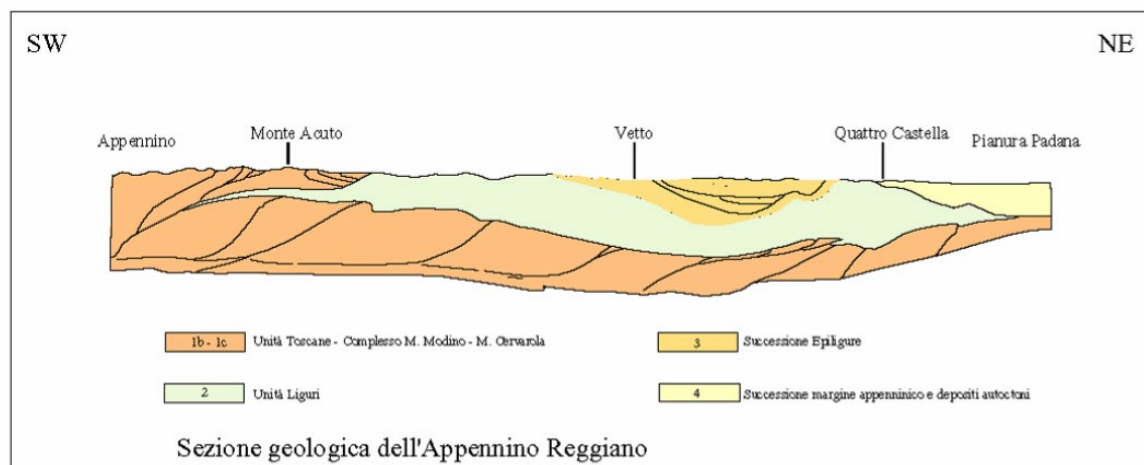 SW
NE
Appennino
Monte Acuto
Vetto
Quattro Castella
Pianura Padana
1b - 1c
Unità Toscane - Complesso M. Modino - M. Cervarola
3
Successione Epiligure
2
Unità Liguri
4
Successione margine appenninico e depositi autoctoni
Sezione geologica dell'Appennino Reggiano